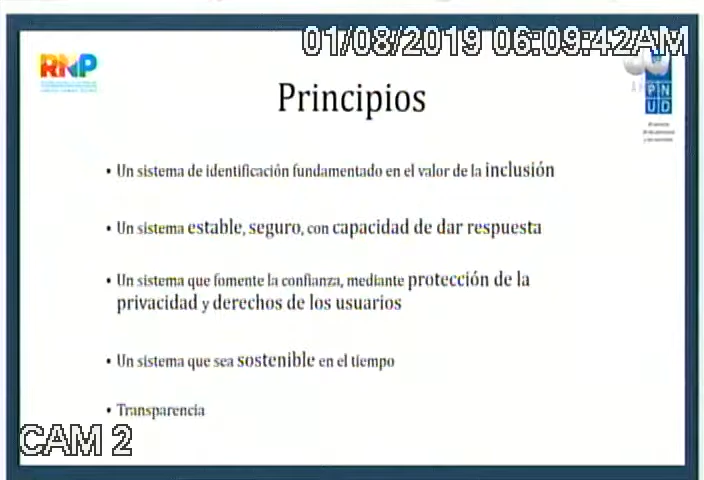 01/08/2019 06:09:42AM
RNP
PN
UD
Principios
• Un sistema de identificación fundamentado en el valor de la inclusión
• Un sistema estable, seguro, con capacidad de dar respuesta
• Un sistema que fomente la confianza, mediante protección de la
privacidad y derechos de los usuarios
• Un sistema que sea sostenible en el tiempo
• Transparencia
CAM 2